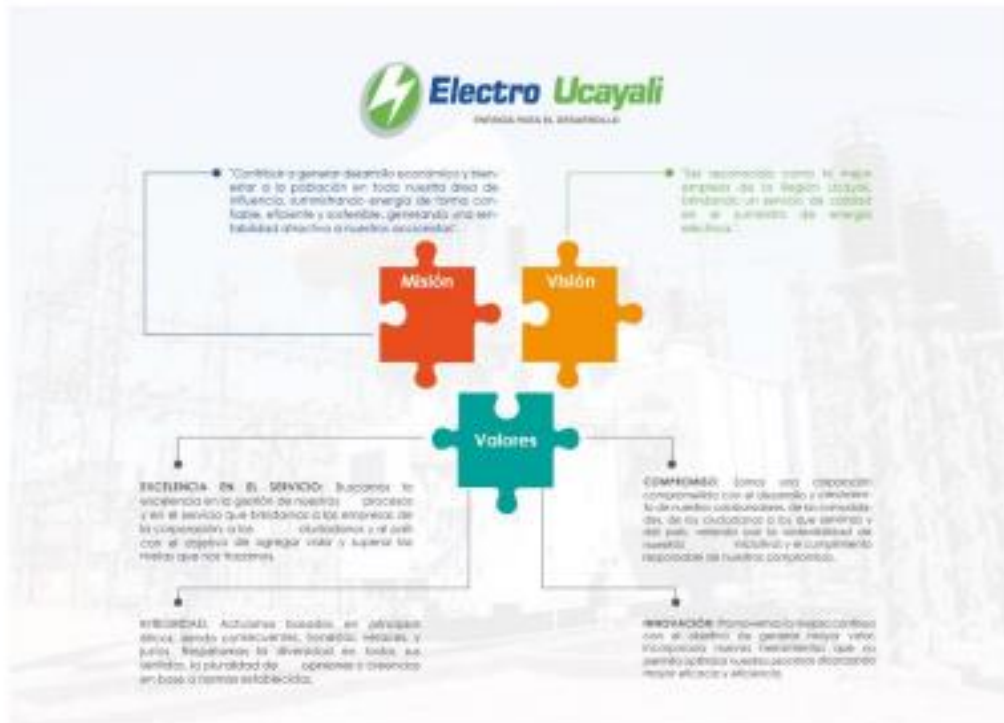 Electro Ucayali
ENERGÍA PARA EL DESARROLLO
"Contribuir a generar desarrollo económico y bien-
estar a la población en toda nuestra área de
influencia, suministrando energía de forma con-
fiable, eficiente y sostenible, generando una ren-
tabilidad atractiva a nuestros accionistas".
"Ser reconocida como la mejor
empresa de la Región Ucayali,
brindando un servicio de calidad
en el suministro de energía
eléctrica."
Misión
Visión
Valores
EXCELENCIA EN EL SERVICIO: Buscamos la
excelencia en la gestión de nuestros procesos
y en el servicio que brindamos a las empresas de
la corporación, a los ciudadanos y al país
con el objetivo de agregar valor y superar las
metas que nos trazamos.
COMPROMISO: Somos una corporación
comprometida con el desarrollo y crecimien-
to de nuestros colaboradores, de las comunida-
des, de los ciudadanos a los que servimos y
del país, velando por la sostenibilidad de
nuestras iniciativas y el cumplimiento
responsable de nuestros compromisos.
INTEGRIDAD: Actuamos basados en principios
éticos, siendo consecuentes, honestos, veraces y
justos. Respetamos la diversidad en todos sus
sentidos, la pluralidad de opiniones y creencias
en base a normas establecidas.
INNOVACIÓN: Promovemos la mejora continua
con el objetivo de generar mayor valor,
incorporando nuevas herramientas que
permita optimizar nuestros procesos alcanzando
mayor eficacia y eficiencia.